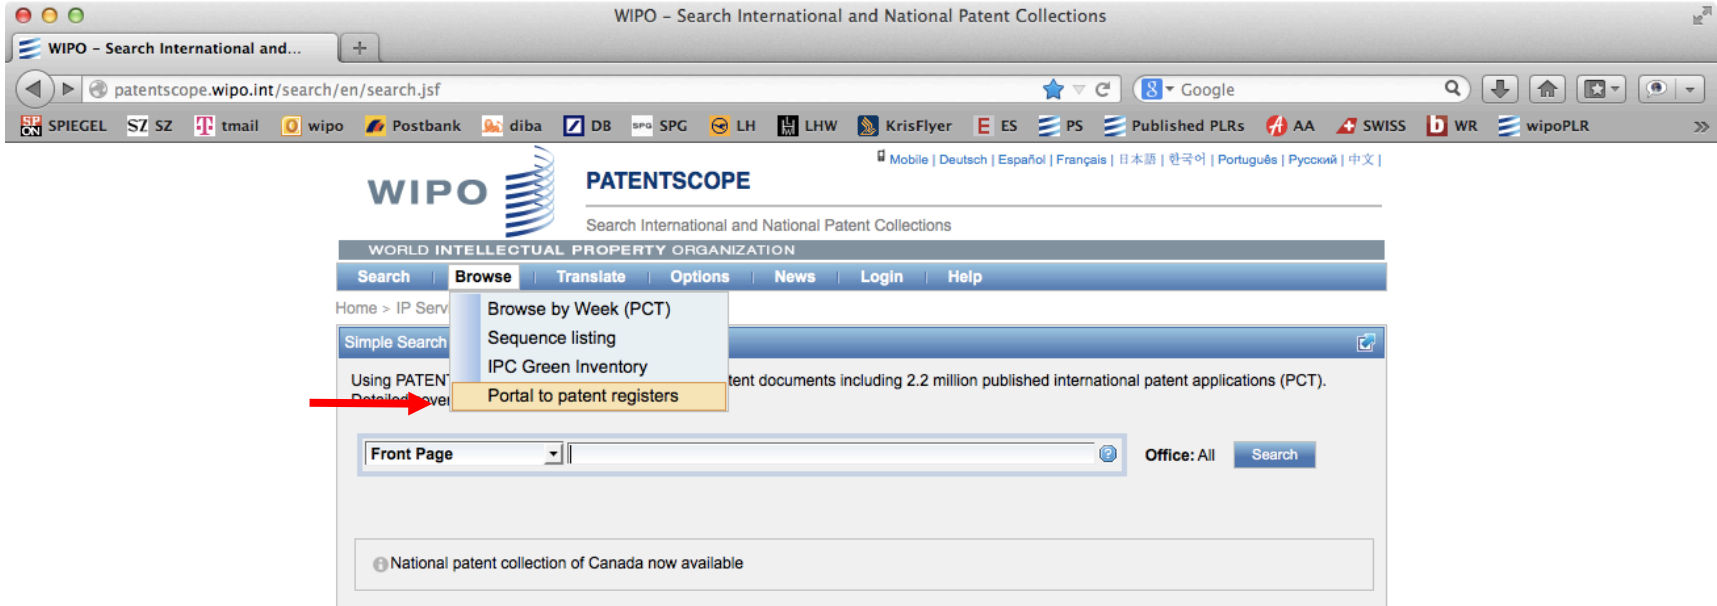 WIPO – Search International and National Patent Collections
WIPO – Search International and...
patentscope.wipo.int/search/en/search.jsf
Google
SPIEGEL SZ SZ tmail wipo Postbank diba DB SPG SPG LH LHW KrisFlyer E ES PS Published PLRs AA SWISS b WR wipoPLR
Mobile | Deutsch | Español | Français | 日本語 | 한국어 | Português | Русский | 中文 |
WIPO
PATENTSCOPE
Search International and National Patent Collections
WORLD INTELLECTUAL PROPERTY ORGANIZATION
Search Browse Translate Options News Login Help
Home > IP Serv
Browse by Week (PCT)
Sequence listing
IPC Green Inventory
Portal to patent registers
Simple Search
Using PATEN tent documents including 2.2 million published international patent applications (PCT).
Detailed cover
Front Page
Office: All Search
National patent collection of Canada now available